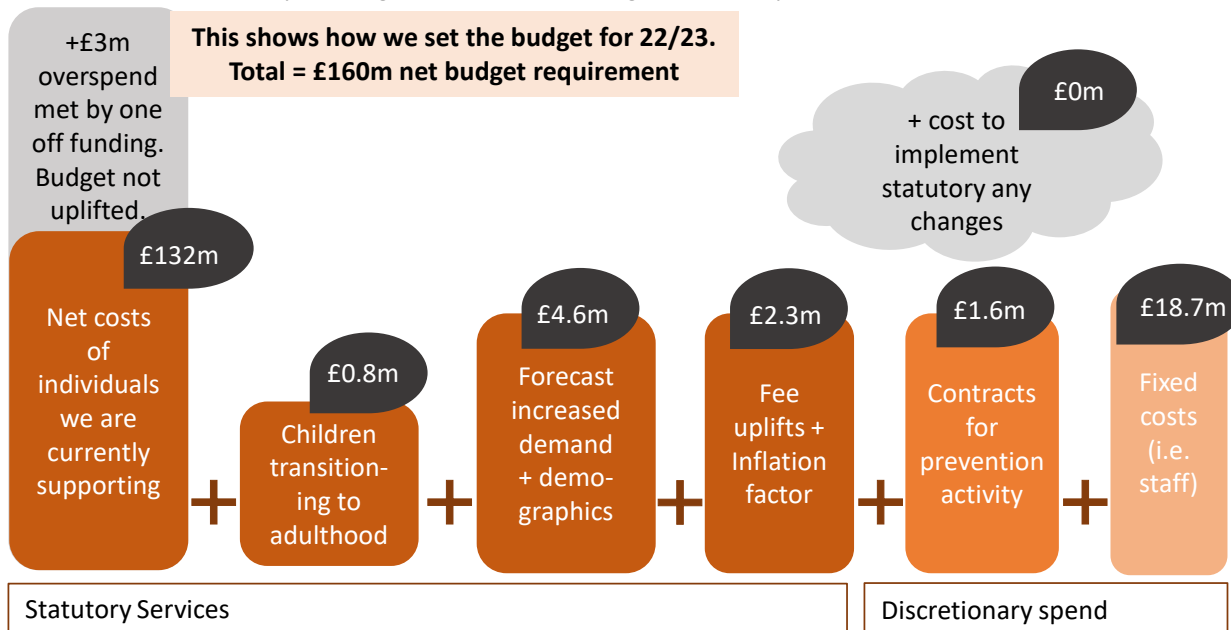 This shows how we set the budget for 22/23.
Total = £160m net budget requirement
+£3m
overspend
met by one
off funding.
Budget not
uplifted.
£132m
Net costs
of
individuals
we are
currently
supporting
+
£0.8m
Children
transition-
ing to
adulthood
+
£4.6m
Forecast
increased
demand
+ demo-
graphics
+
£2.3m
Fee
uplifts +
Inflation
factor
+
£0m
+ cost to
implement
statutory any
changes
£1.6m
Contracts
for
prevention
activity
+
£18.7m
Fixed
costs
(i.e.
staff)
Statutory Services
Discretionary spend